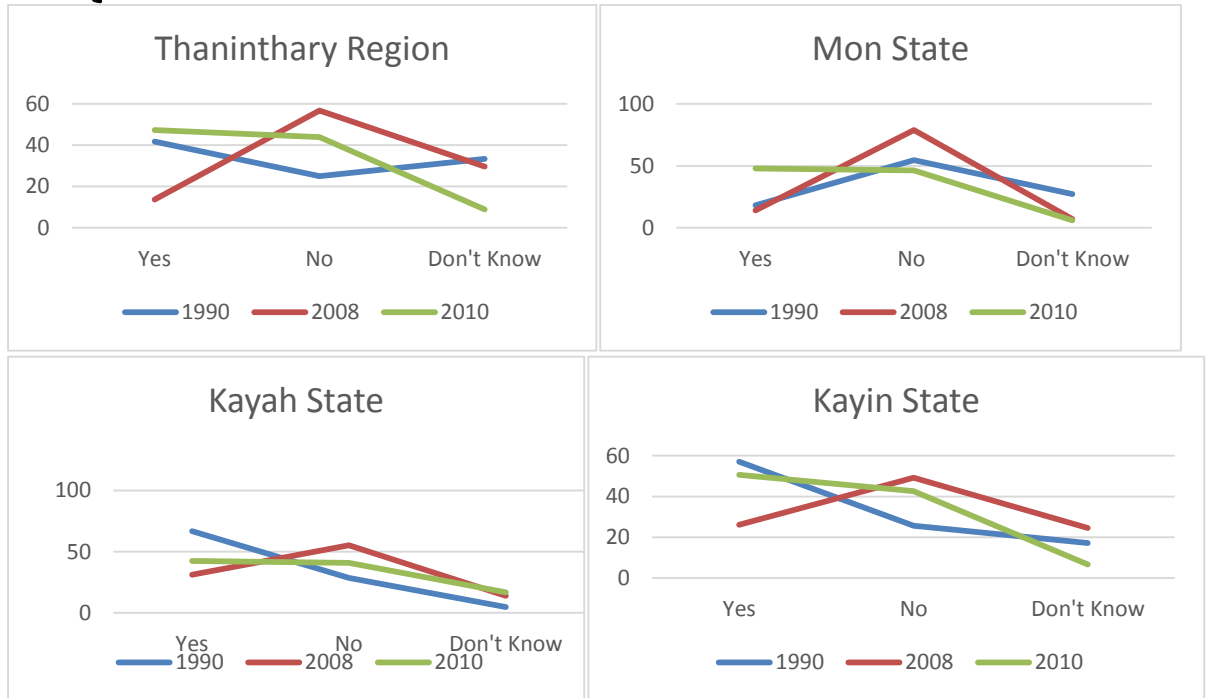 Thaninthary Region
60
40
20
0
Yes No Don't Know
1990 2008 2010
Mon State
100
50
0
Yes No Don't Know
1990 2008 2010
Kayah State
100
50
0
Yes No Don't Know
1990 2008 2010
Kayin State
60
40
20
0
Yes No Don't Know
1990 2008 2010